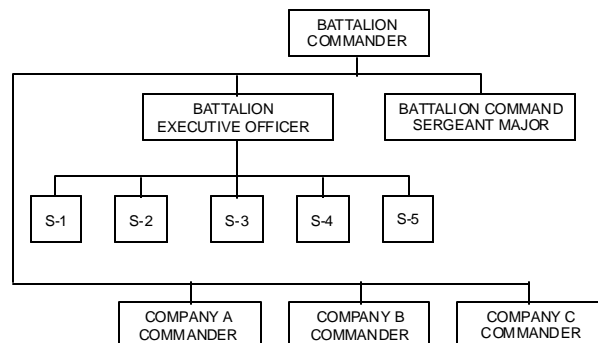 BATTALION
COMMANDER
BATTALION
EXECUTIVE OFFICER
BATTALION COMMAND
SERGEANT MAJOR
S-1
S-2
S-3
S-4
S-5
COMPANY A
COMMANDER
COMPANY B
COMMANDER
COMPANY C
COMMANDER